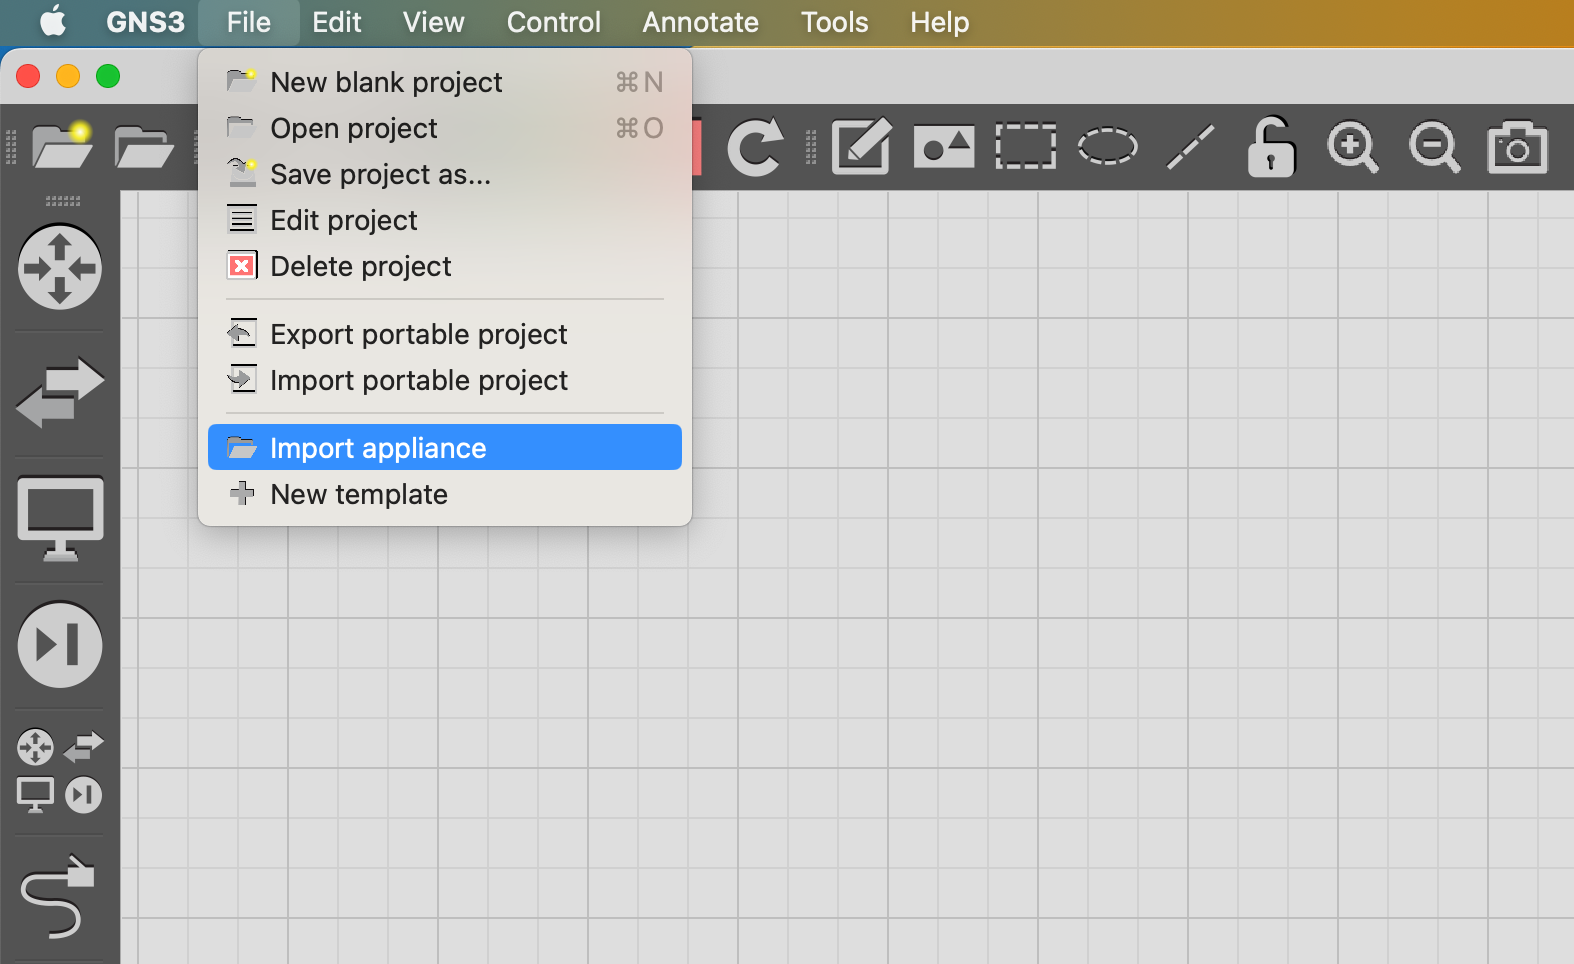 GNS3 File Edit View Control Annotate Tools Help
New blank project ⌘N
Open project ⌘O
Save project as...
Edit project
Delete project
Export portable project
Import portable project
Import appliance
New template